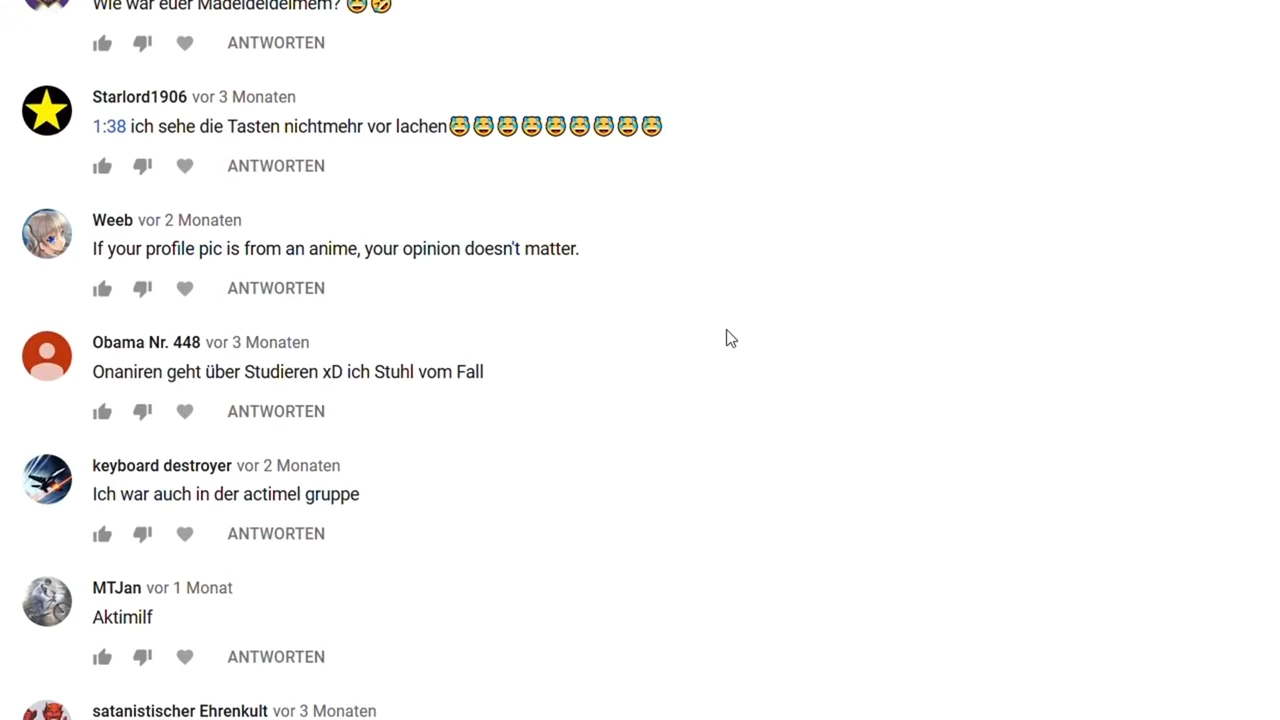 Wie war euer Mädeldeideimem? 😅🤣
ANTWORTEN
Starlord1906 vor 3 Monaten
1:38 ich sehe die Tasten nichtmehr vor lachen😅😅😅😅😅😅😅😅😅
ANTWORTEN
Weeb vor 2 Monaten
If your profile pic is from an anime, your opinion doesn't matter.
ANTWORTEN
Obama Nr. 448 vor 3 Monaten
Onaniren geht über Studieren xD ich Stuhl vom Fall
ANTWORTEN
keyboard destroyer vor 2 Monaten
Ich war auch in der actimel gruppe
ANTWORTEN
MTJan vor 1 Monat
Aktimilf
ANTWORTEN
satanistischer Ehrenkult vor 3 Monaten